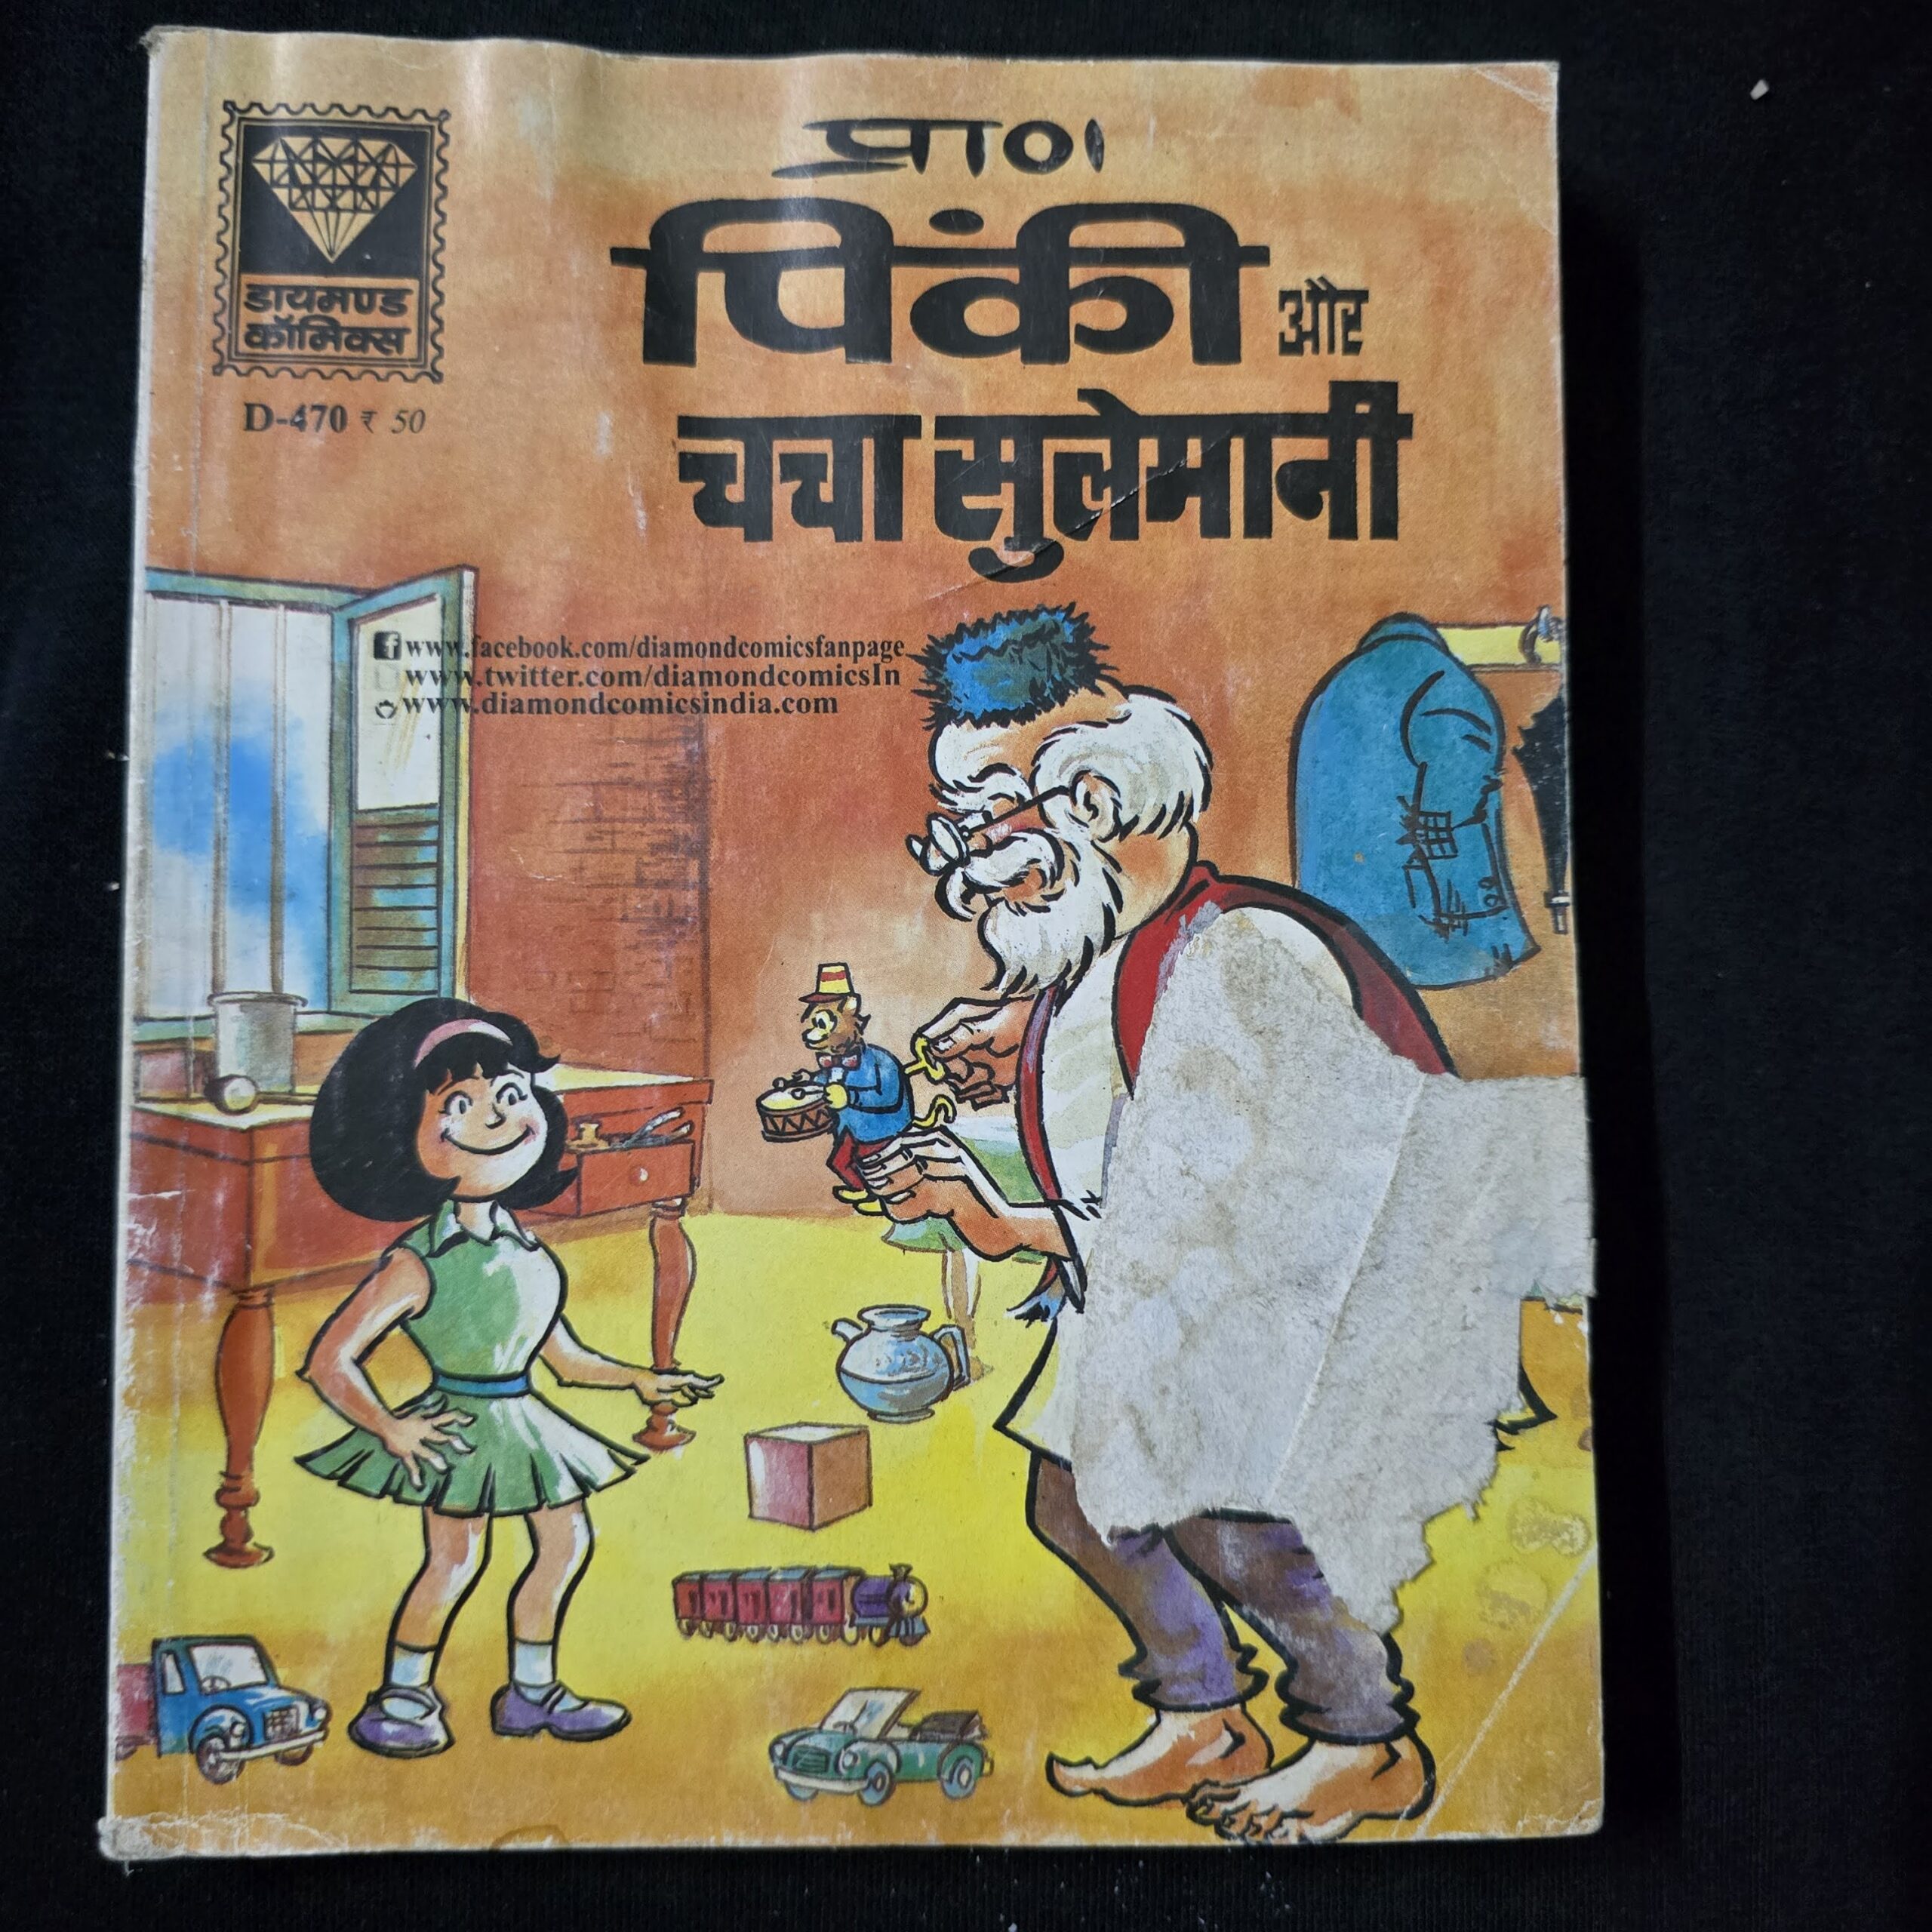 प्राण
पिंकी और
चचा सुलेमानी
डायमण्ड
कॉमिक्स
D-470 ₹ 50
www.facebook.com/diamondcomicsfanpage
www.twitter.com/diamondcomicsIn
www.diamondcomicsindia.com